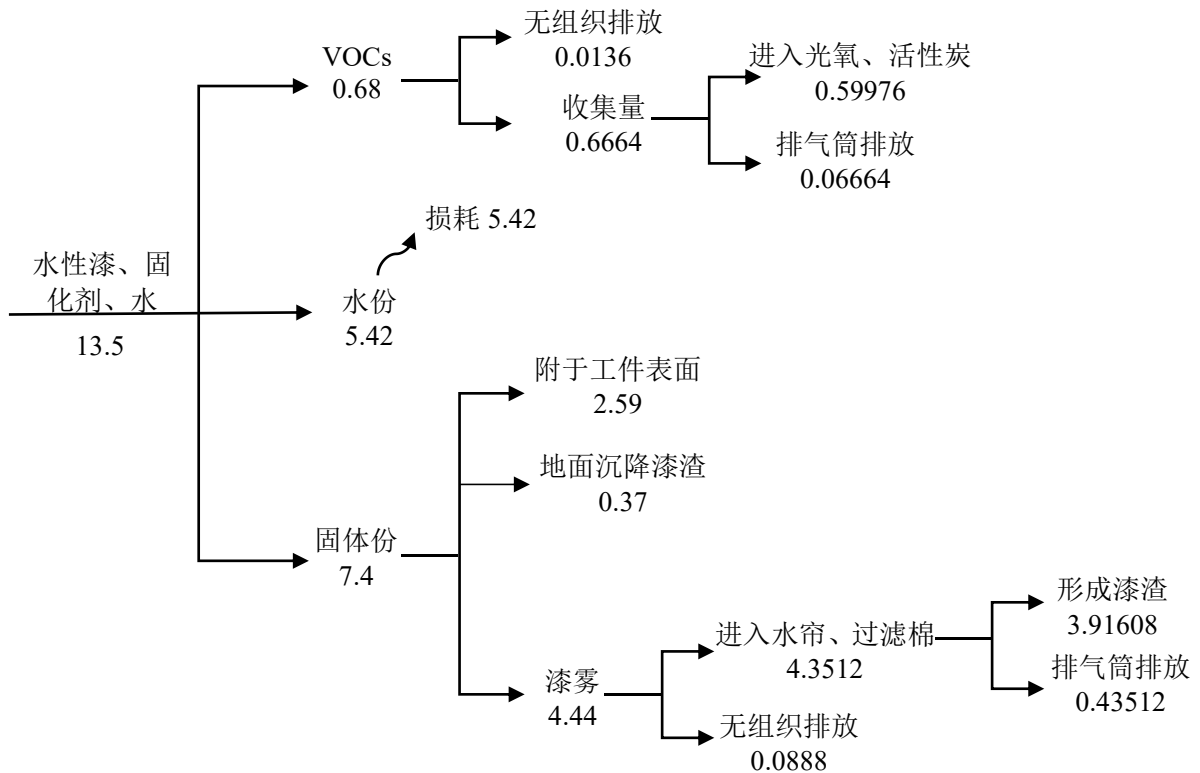 无组织排放
0.0136
VOCs
0.68
收集量
0.6664
进入光氧、活性炭
0.59976
排气筒排放
0.06664
损耗 5.42
水性漆、固
化剂、水
13.5
水份
5.42
附于工件表面
2.59
地面沉降漆渣
0.37
固体份
7.4
漆雾
4.44
进入水帘、过滤棉
4.3512
无组织排放
0.0888
形成漆渣
3.91608
排气筒排放
0.43512